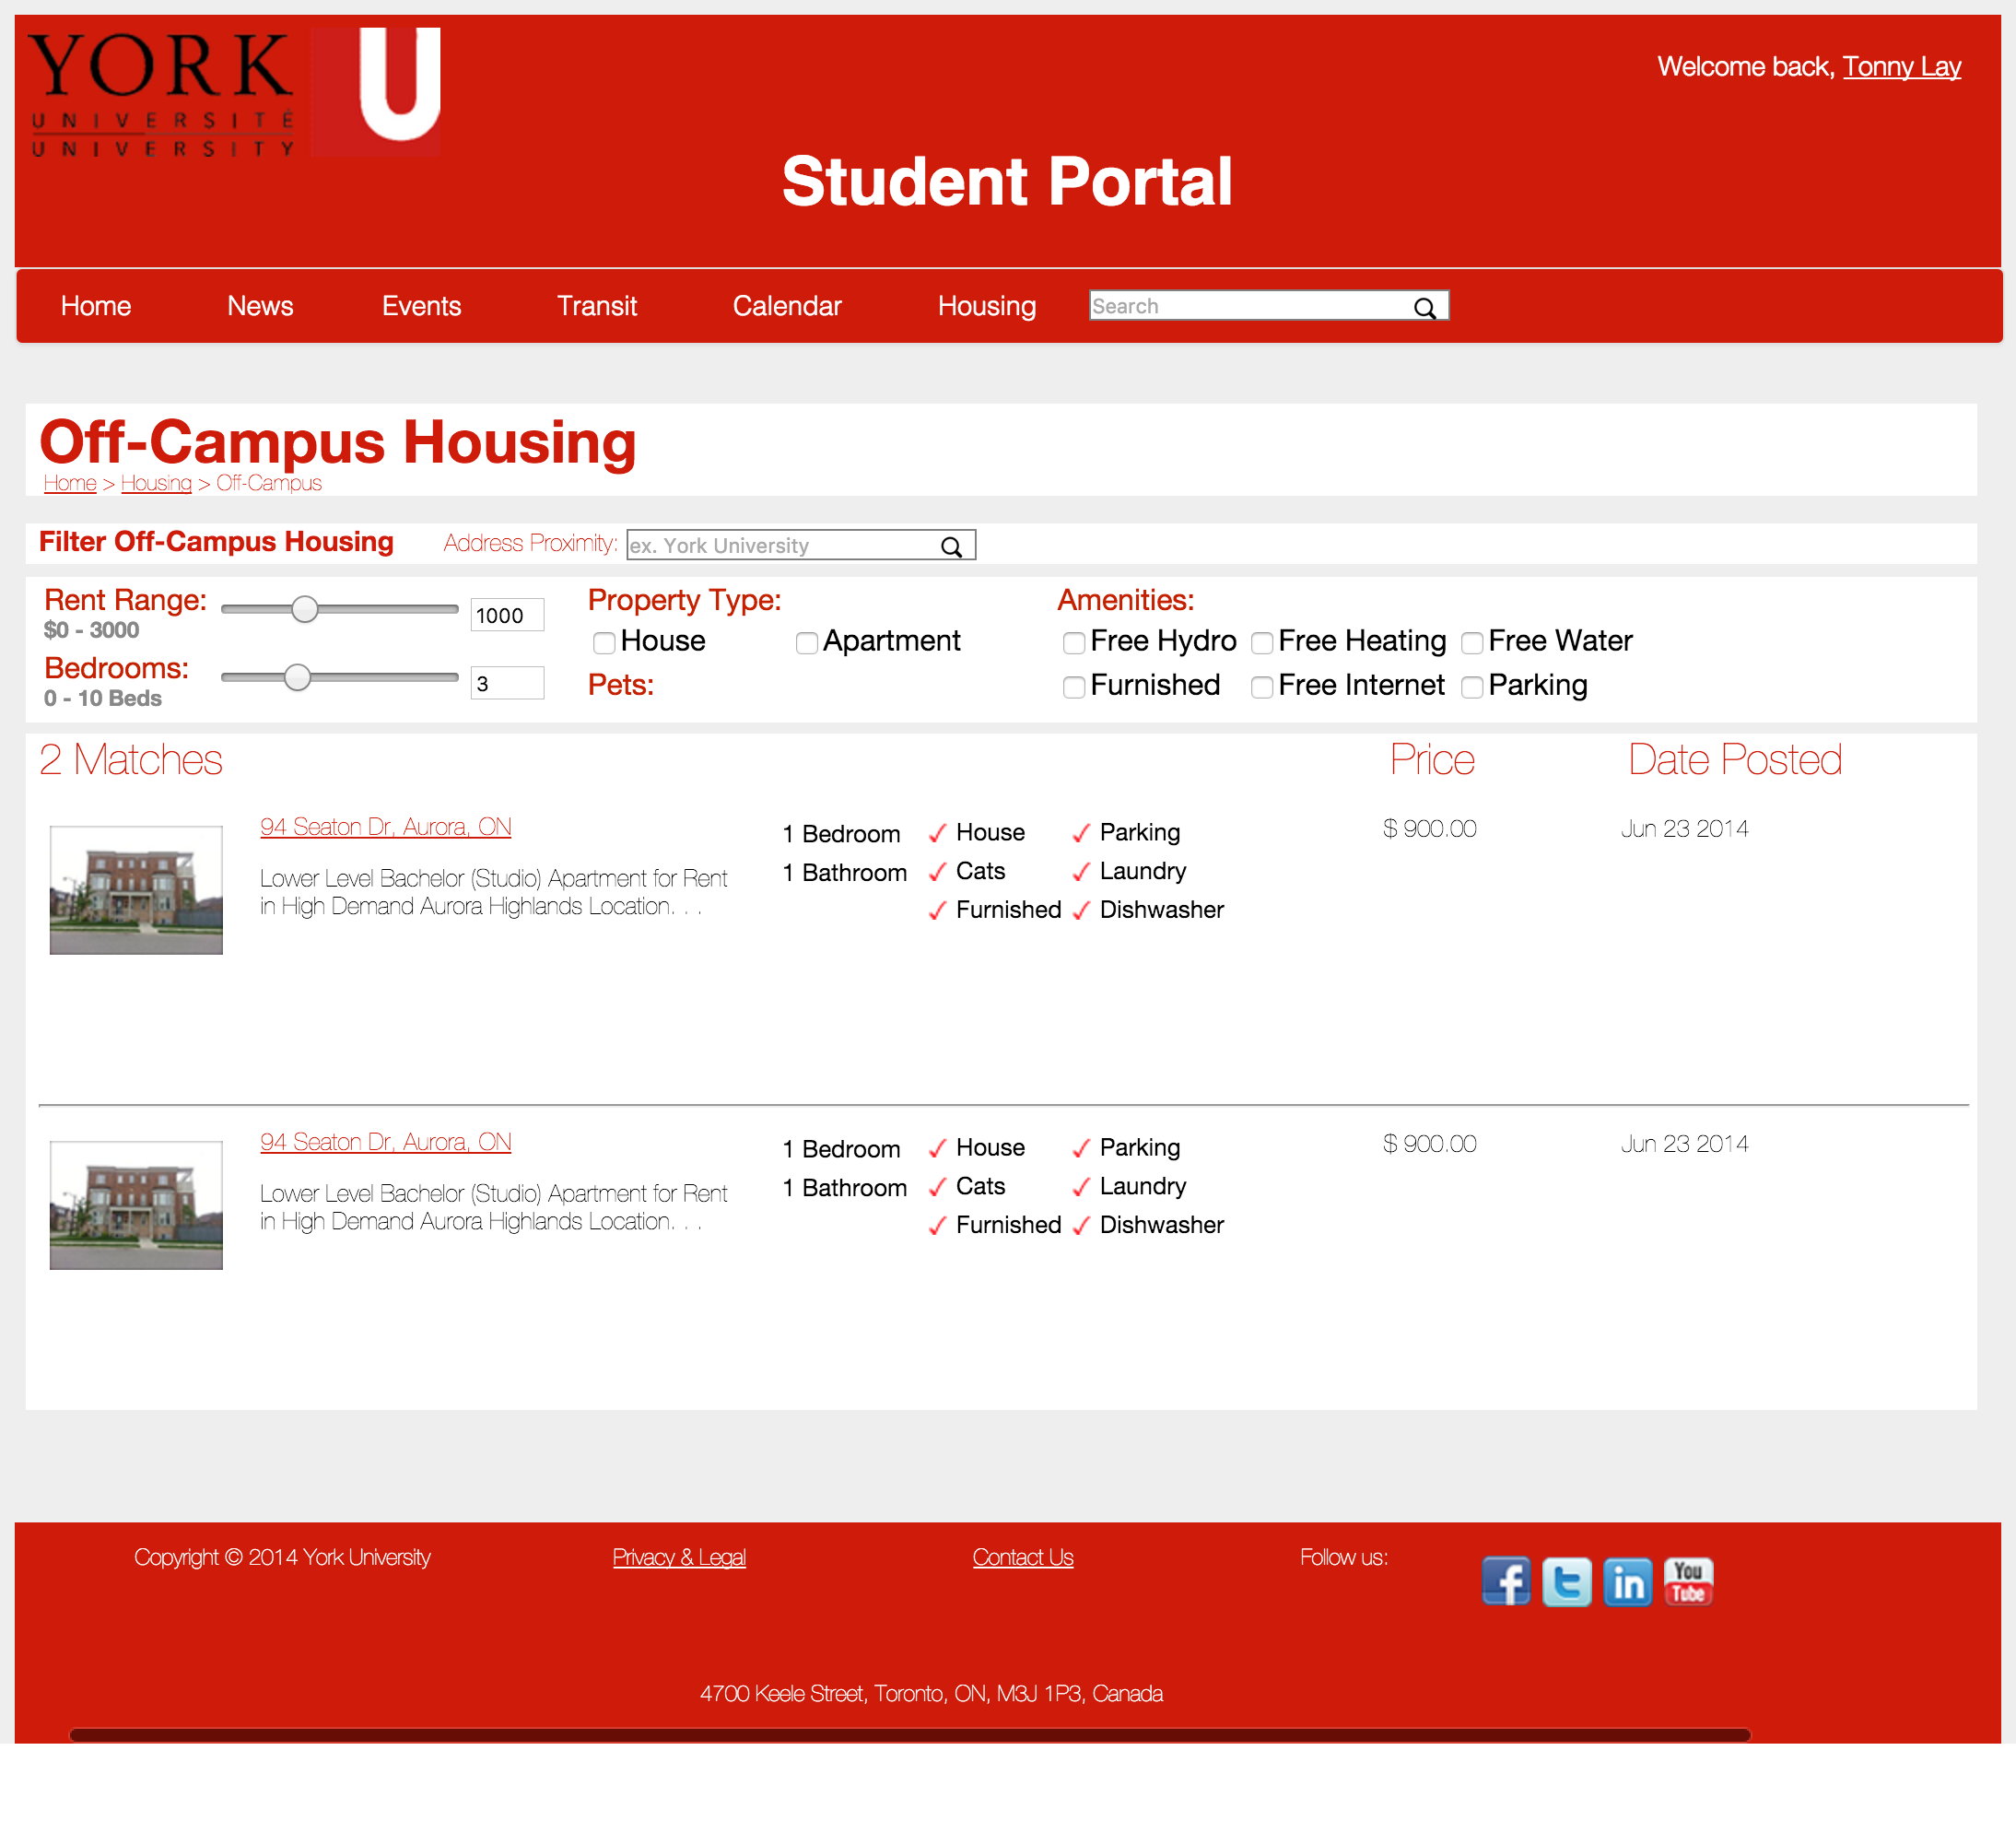 YORK
UNIVERSITÉ
UNIVERSITY
U
Welcome back, Tonny Lay
Student Portal
Home News Events Transit Calendar Housing Search
Off-Campus Housing
Home > Housing > Off-Campus
Filter Off-Campus Housing Address Proximity: ex. York University
Rent Range: 1000 Property Type: Amenities:
$0 - 3000 House Apartment Free Hydro Free Heating Free Water
Bedrooms: 3 Pets: Furnished Free Internet Parking
0 - 10 Beds
2 Matches Price Date Posted
94 Seaton Dr, Aurora, ON 1 Bedroom House Parking $ 900.00 Jun 23 2014
Lower Level Bachelor (Studio) Apartment for Rent 1 Bathroom Cats Laundry
in High Demand Aurora Highlands Location. . . Furnished Dishwasher
94 Seaton Dr, Aurora, ON 1 Bedroom House Parking $ 900.00 Jun 23 2014
Lower Level Bachelor (Studio) Apartment for Rent 1 Bathroom Cats Laundry
in High Demand Aurora Highlands Location. . . Furnished Dishwasher
Copyright © 2014 York University Privacy & Legal Contact Us Follow us: f t in You Tube
4700 Keele Street, Toronto, ON, M3J 1P3, Canada